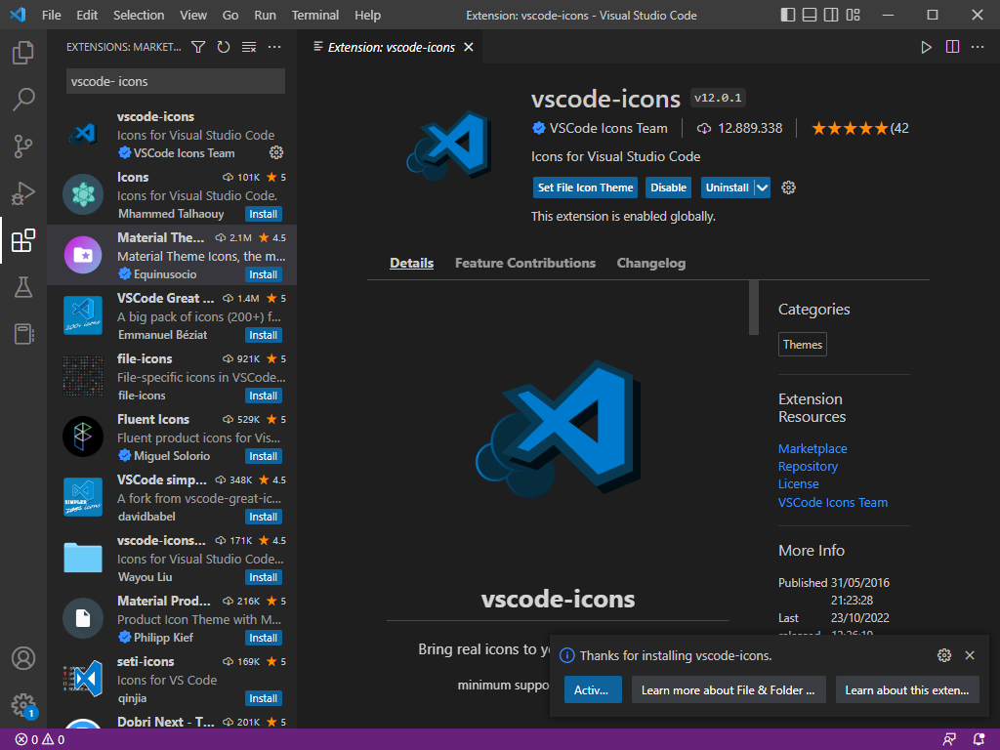 File Edit Selection View Go Run Terminal Help Extension: vscode-icons - Visual Studio Code
EXTENSIONS: MARKET...
vscode- icons
vscode-icons
Icons for Visual Studio Code
VSCode Icons Team
Icons 101K 5
Icons for Visual Studio Code.
Mhammed Talhaouy Install
Material The... 2.1M 4.5
Material Theme Icons, the m...
Equinusocio Install
VSCode Great ... 1.4M 5
A big pack of icons (200+) f...
Emmanuel Béziat Install
file-icons 921K 5
File-specific icons in VSCode...
file-icons Install
Fluent Icons 529K 5
Fluent product icons for Vis...
Miguel Solorio Install
VSCode simp... 348K 4.5
A fork from vscode-great-ic...
davidbabel Install
vscode-icons... 171K 4.5
Icons for Visual Studio Code...
Wayou Liu Install
Material Prod... 216K 5
Product Icon Theme with M...
Philipp Kief Install
seti-icons 169K 5
Icons for VS Code
qinjia Install
Dobri Next - T... 201K 5
1
0 0
Extension: vscode-icons
vscode-icons v12.0.1
VSCode Icons Team 12.889.338 (42
Icons for Visual Studio Code
Set File Icon Theme Disable Uninstall
This extension is enabled globally.
Details Feature Contributions Changelog
vscode-icons
Bring real icons to yo
minimum suppo
Categories
Themes
Extension
Resources
Marketplace
Repository
License
VSCode Icons Team
More Info
Published 31/05/2016
21:23:28
Last 23/10/2022
Thanks for installing vscode-icons.
Activ... Learn more about File & Folder ... Learn about this exten...